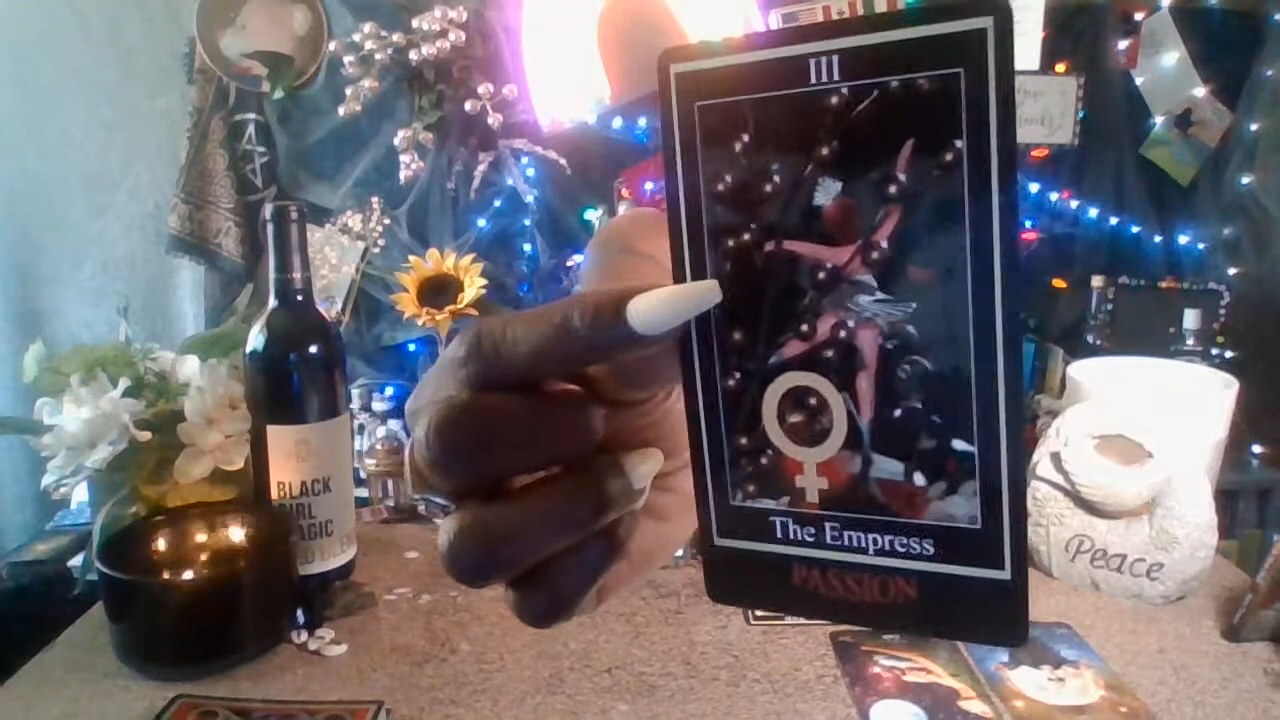 III
The Empress
PASSION
BLACK
GIRL
MAGIC
Peace